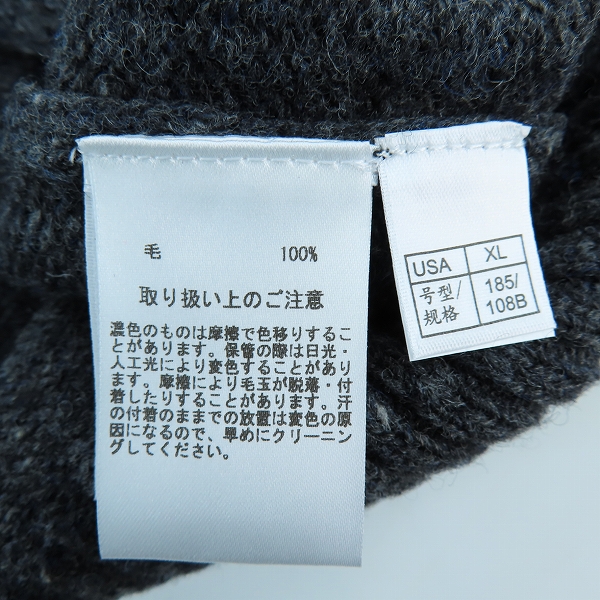 毛 100%
取り扱い上のご注意
濃色のものは摩擦で色移りするこ
とがあります。保管の際は日光・
人工光により変色することがあり
ます。摩擦により毛玉が脱落・付
着したりすることがあります。汗
の付着のままでの放置は変色の原
因になるので、早めにクリーニン
グしてください。
USA XL
号型/ 185/
规格 108B